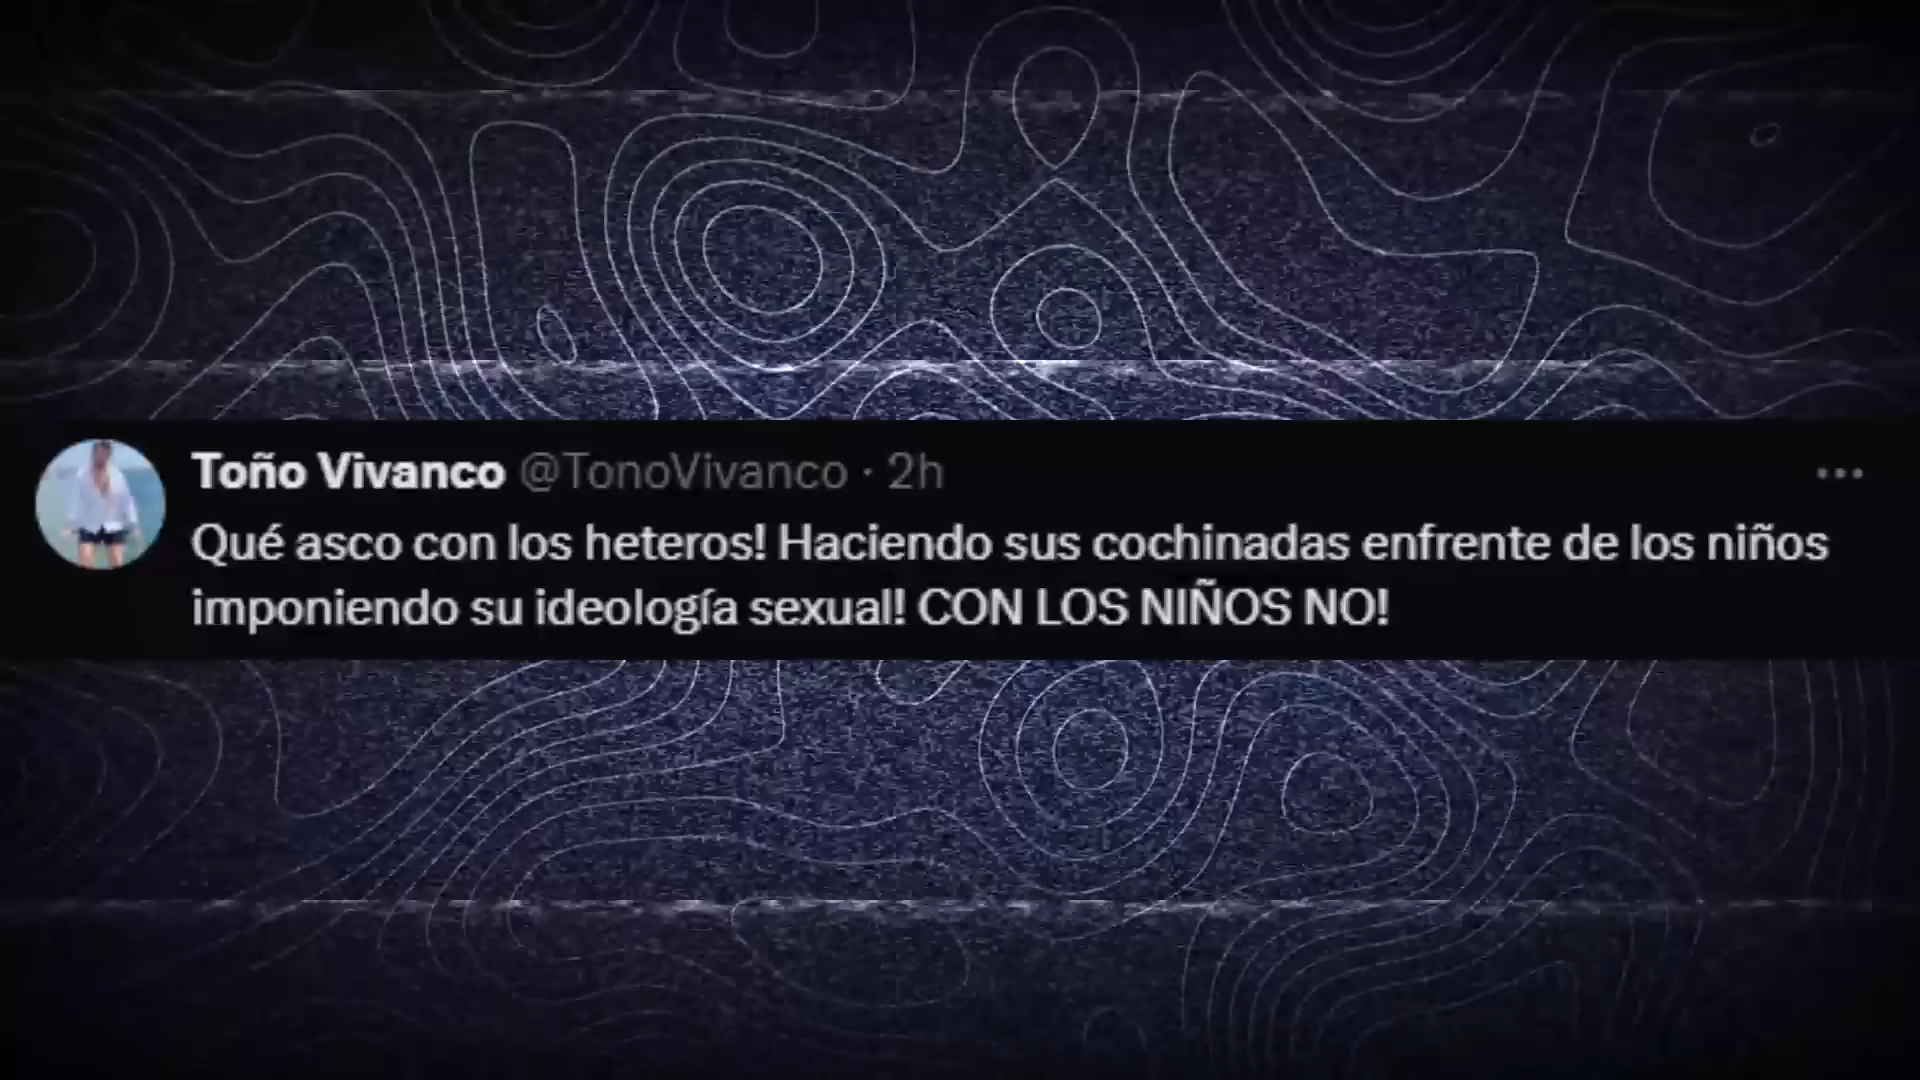 Toño Vivanco @TonoVivanco · 2h
Qué asco con los heteros! Haciendo sus cochinadas enfrente de los niños
imponiendo su ideología sexual! CON LOS NIÑOS NO!